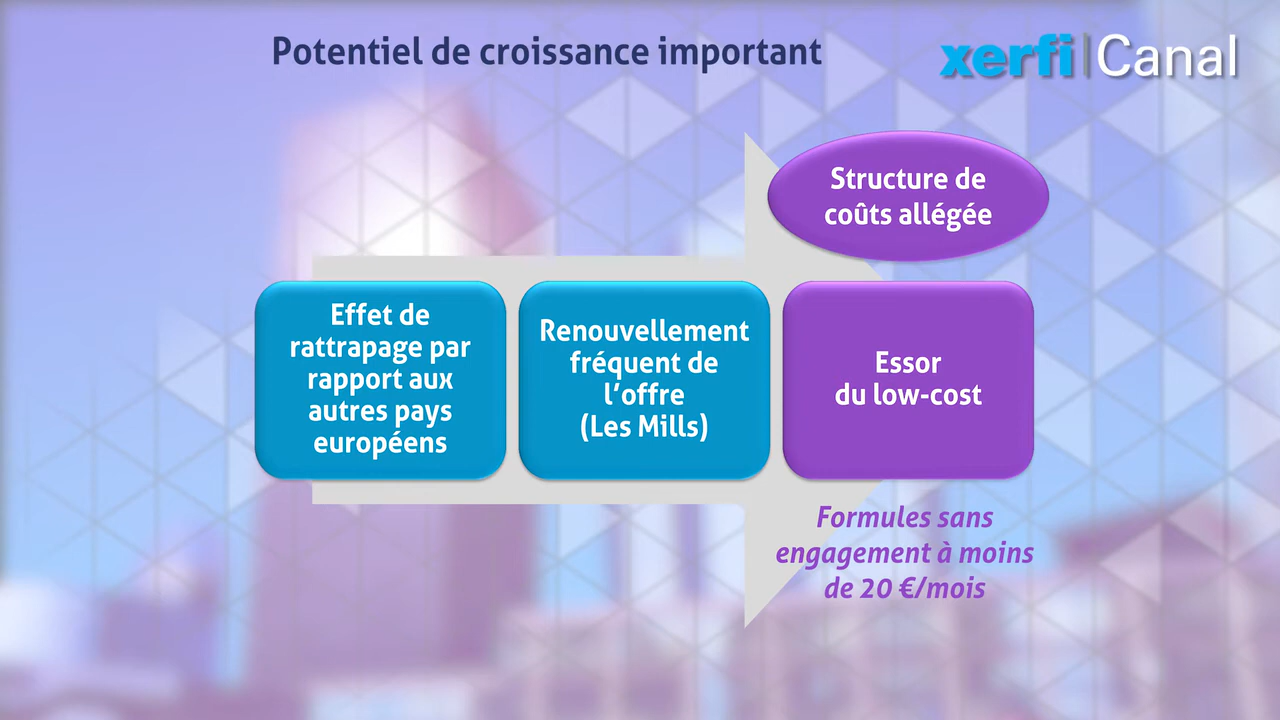 Potentiel de croissance important
xerfi Canal
Structure de
coûts allégée
Effet de
rattrapage par
rapport aux
autres pays
européens
Renouvellement
fréquent de
l’offre
(Les Mills)
Essor
du low-cost
Formules sans
engagement à moins
de 20 €/mois